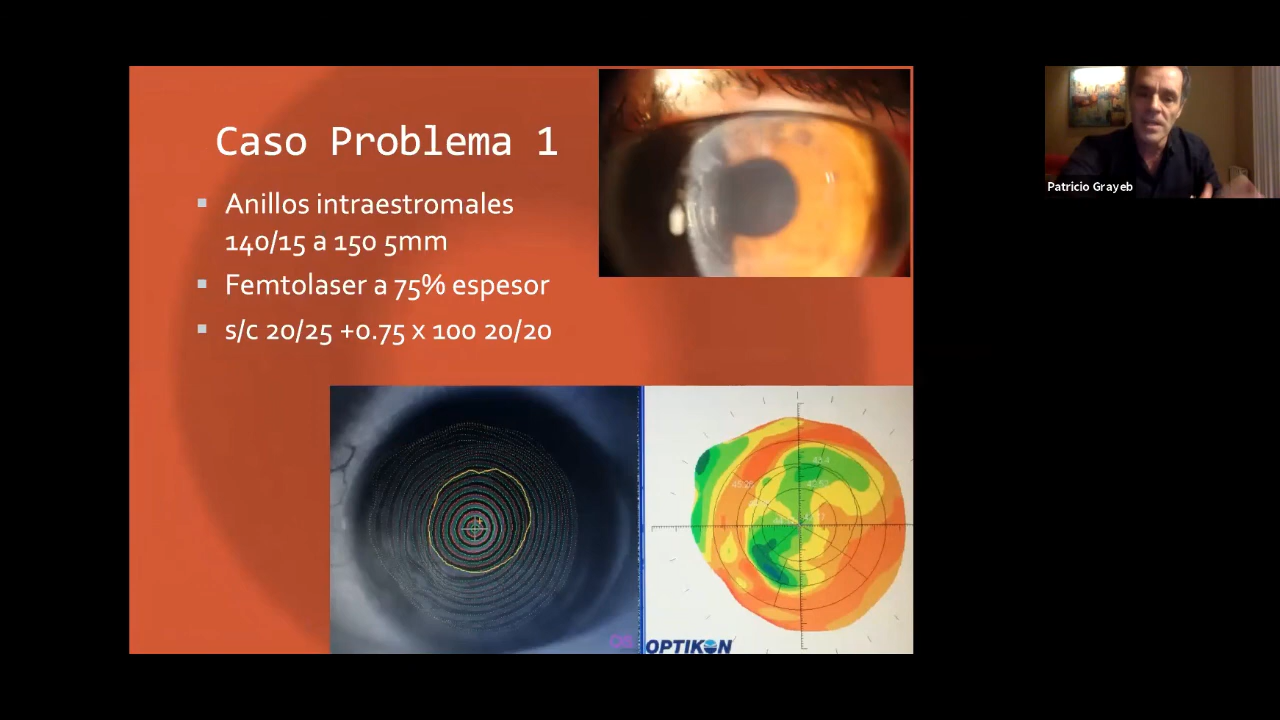 Caso Problema 1
Anillos intraestromales
140/15 a 150 5mm
Femtolaser a 75% espesor
s/c 20/25 +0.75 x 100 20/20
Patricio Grayeb
OPTIKON